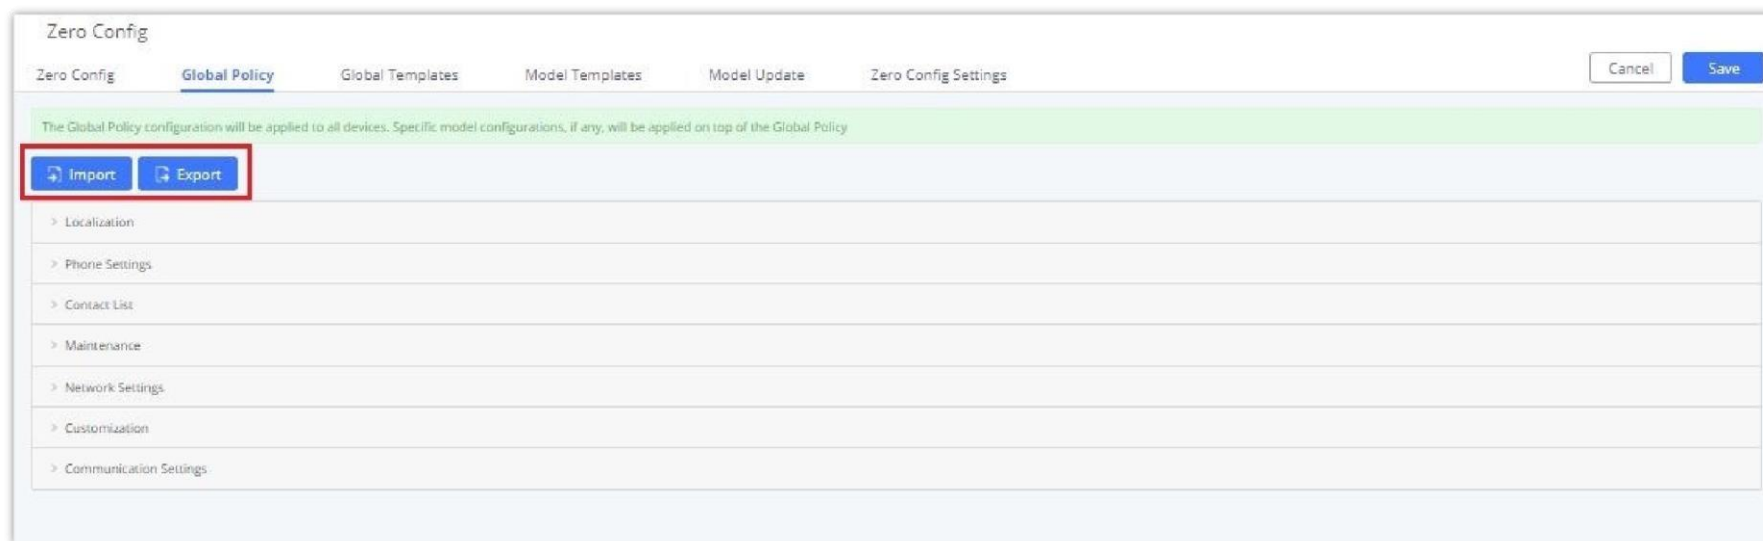 Zero Config
Zero Config Global Policy Global Templates Model Templates Model Update Zero Config Settings Cancel Save
The Global Policy configuration will be applied to all devices. Specific model configurations, if any, will be applied on top of the Global Policy
Import Export
Localization
Phone Settings
Contact List
Maintenance
Network Settings
Customization
Communication Settings